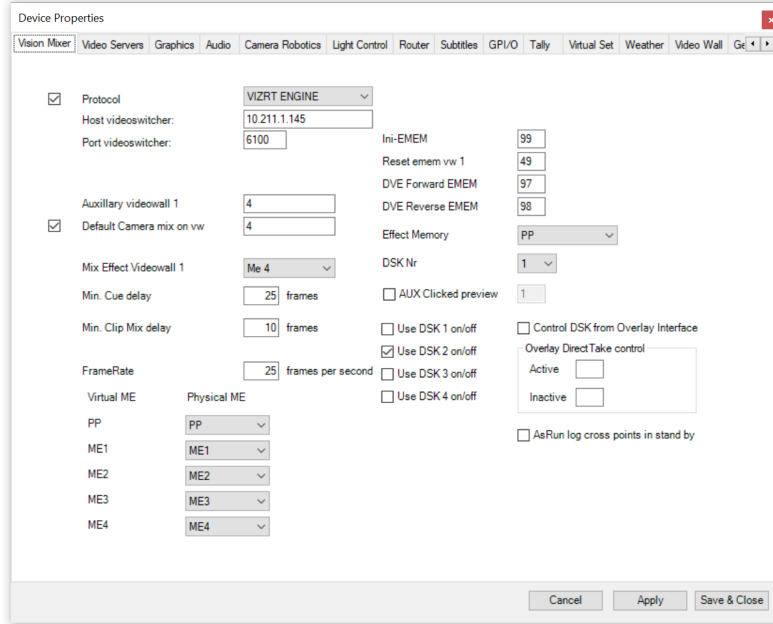 Device Properties
Vision Mixer Video Servers Graphics Audio Camera Robotics Light Control Router Subtitles GPI/O Tally Virtual Set Weather Video Wall
Protocol VIZRT ENGINE
Host videoswitcher: 10.211.1.145
Port videoswitcher: 6100 Ini-EMEM 99
Reset emem vw 1 49
DVE Forward EMEM 97
Auxillary videowall 1 4 DVE Reverse EMEM 98
Default Camera mix on vw 4
Effect Memory PP
Mix Effect Videowall 1 Me 4 DSK Nr 1
Min. Cue delay 25 frames AUX Clicked preview 1
Min. Clip Mix delay 10 frames Use DSK 1 on/off Control DSK from Overlay Interface
Use DSK 2 on/off Overlay DirectTake control
FrameRate 25 frames per second Use DSK 3 on/off Active
Virtual ME Physical ME Use DSK 4 on/off Inactive
PP PP
AsRun log cross points in stand by
ME1 ME1
ME2 ME2
ME3 ME3
ME4 ME4
Cancel Apply Save & Close